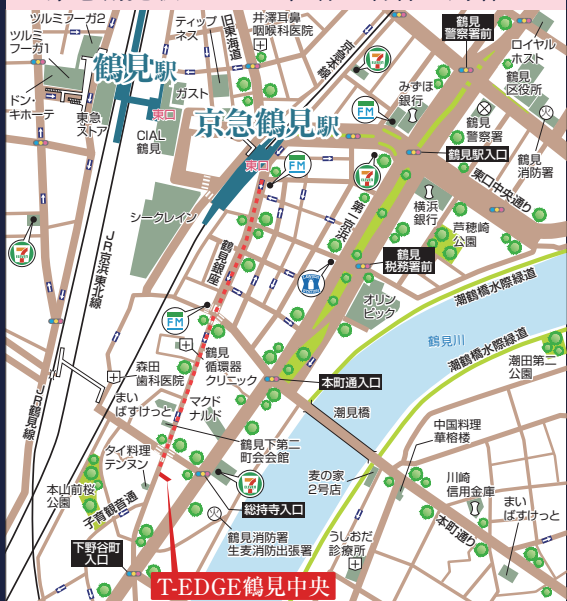 ツルミフーガ2
ツルミ
フーガ1
ティップ
ネス
旧東海道
井澤耳鼻
咽喉科医院
京急本線
鶴見
警察署前
ロイヤル
ホスト
鶴見駅
ガスト
みずほ
銀行
鶴見
区役所
FM
ドン・
キホーテ
東急
ストア
東口
CIAL
鶴見
京急鶴見駅
鶴見
警察署
鶴見駅入口
鶴見
消防署
東口
FM
東口中央通り
第二京浜
横浜
銀行
芦穂崎
公園
シークレイン
鶴見銀座
鶴見
税務署前
JR京浜東北線
オリン
ピック
潮鶴橋水際緑道
FM
鶴見川
潮鶴橋水際緑道
森田
歯科医院
鶴見
循環器
クリニック
本町通入口
潮田第二
公園
JR鶴見線
まい
ばすけっと
マクド
ナルド
潮見橋
中国料理
華榕楼
タイ料理
テンヌン
鶴見下第二
町会会館
麦の家
2号店
川崎
信用金庫
本山前桜
公園
子育観音通
総持寺入口
まい
ばすけっと
下野谷町
入口
鶴見消防署
生麦消防出張署
うしおだ
診療所
本町通り
T-EDGE鶴見中央